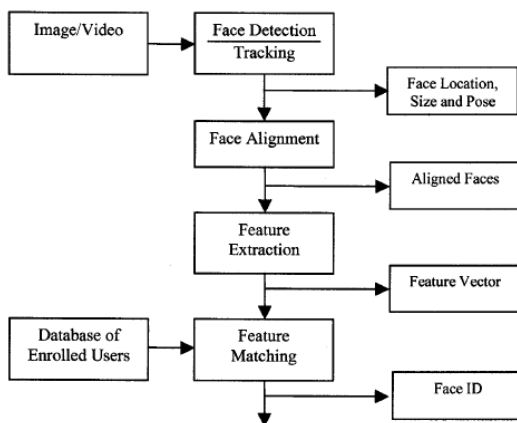 Image/Video
Face Detection
Tracking
Face Location,
Size and Pose
Face Alignment
Aligned Faces
Feature
Extraction
Feature Vector
Database of
Enrolled Users
Feature
Matching
Face ID